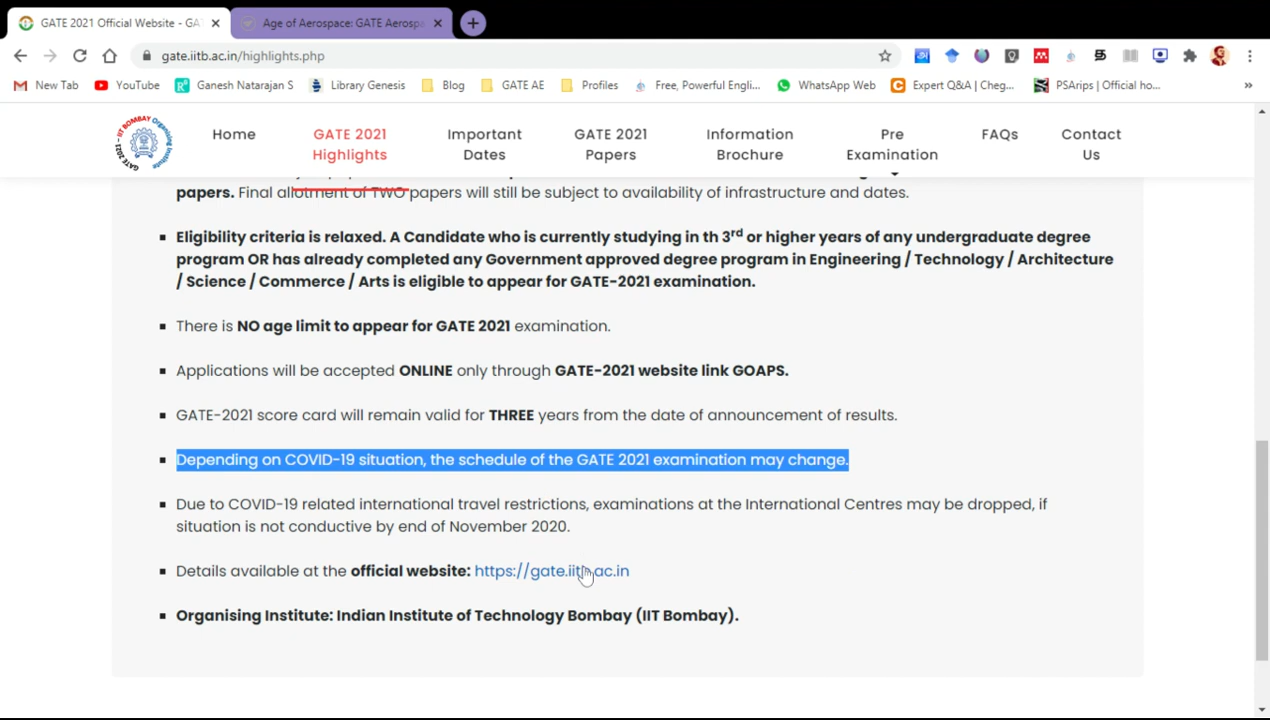 GATE 2021 Official Website - GA
Age of Aerospace: GATE Aerospa
gate.iitb.ac.in/highlights.php
New Tab
YouTube
Ganesh Natarajan S
Library Genesis
Blog
GATE AE
Profiles
Free, Powerful Engli...
WhatsApp Web
Expert Q&A | Cheg...
PSArips | Official ho...
»
GATE 2021 · IIT BOMBAY Organising Institute
Home
GATE 2021
Highlights
Important
Dates
GATE 2021
Papers
Information
Brochure
Pre
Examination
FAQs
Contact
Us
papers. Final allotment of TWO papers will still be subject to availability of infrastructure and dates.
Eligibility criteria is relaxed. A Candidate who is currently studying in th 3rd or higher years of any undergraduate degree
program OR has already completed any Government approved degree program in Engineering / Technology / Architecture
/ Science / Commerce / Arts is eligible to appear for GATE-2021 examination.
There is NO age limit to appear for GATE 2021 examination.
Applications will be accepted ONLINE only through GATE-2021 website link GOAPS.
GATE-2021 score card will remain valid for THREE years from the date of announcement of results.
Depending on COVID-19 situation, the schedule of the GATE 2021 examination may change.
Due to COVID-19 related international travel restrictions, examinations at the International Centres may be dropped, if
situation is not conductive by end of November 2020.
Details available at the official website: https://gate.iitb.ac.in
Organising Institute: Indian Institute of Technology Bombay (IIT Bombay).